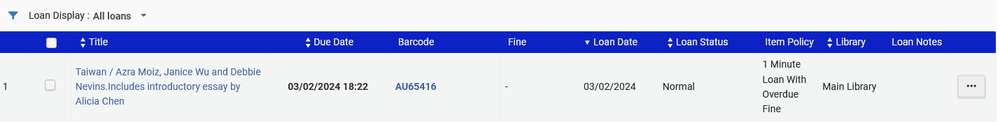 Loan Display : All loans
Title Due Date Barcode Fine Loan Date Loan Status Item Policy Library Loan Notes
1 Taiwan / Azra Moiz, Janice Wu and Debbie
Nevins.Includes introductory essay by
Alicia Chen
03/02/2024 18:22
AU65416
-
03/02/2024
Normal
1 Minute
Loan With
Overdue
Fine
Main Library
...